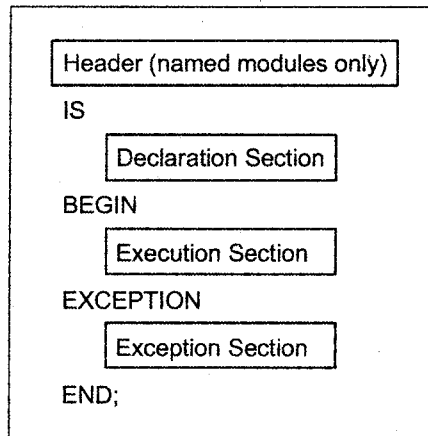 Header (named modules only)
IS
Declaration Section
BEGIN
Execution Section
EXCEPTION
Exception Section
END;